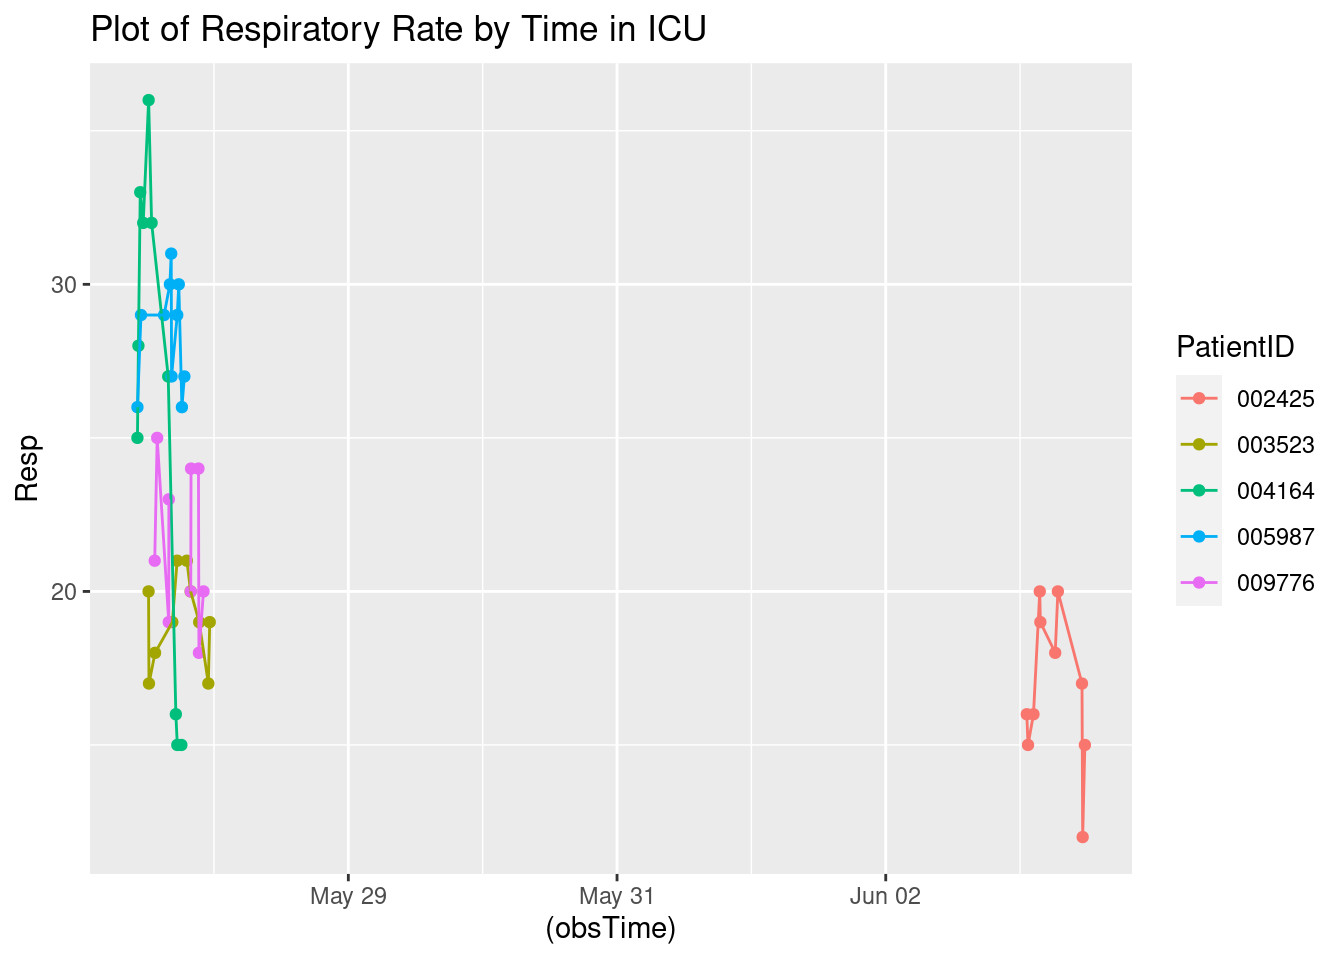 Plot of Respiratory Rate by Time in ICU
Resp
30
20
May 29
May 31
Jun 02
(obsTime)
PatientID
002425
003523
004164
005987
009776